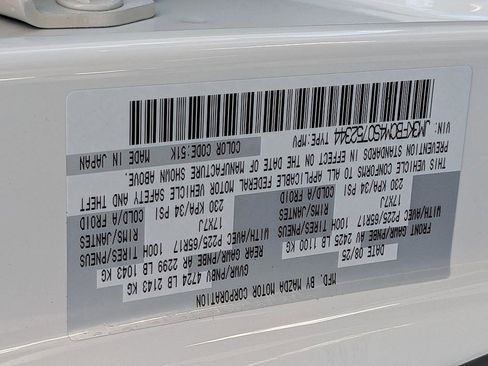 MFD. BY MAZDA MOTOR CORPORATION
DATE: 08/25 GVWR/PNBV 4724 LB 2143 KG
FRONT GAWR/PNBE AV 2425 LB 1100 KG REAR GAWR/PNBE AR 2299 LB 1043 KG
WITH/AVEC P225/65R17 100H TIRES/PNEUS WITH/AVEC P225/65R17 100H TIRES/PNEUS
17X7J RIMS/JANTES 17X7J RIMS/JANTES
230 KPA/34 PSI COLD/A FROID 230 KPA/34 PSI COLD/A FROID
THIS VEHICLE CONFORMS TO ALL APPLICABLE FEDERAL MOTOR VEHICLE SAFETY AND THEFT
PREVENTION STANDARDS IN EFFECT ON THE DATE OF MANUFACTURE SHOWN ABOVE.
VIN: JM3KFBCM4S0752344 TYPE:MPV COLOR CODE:51K MADE IN JAPAN